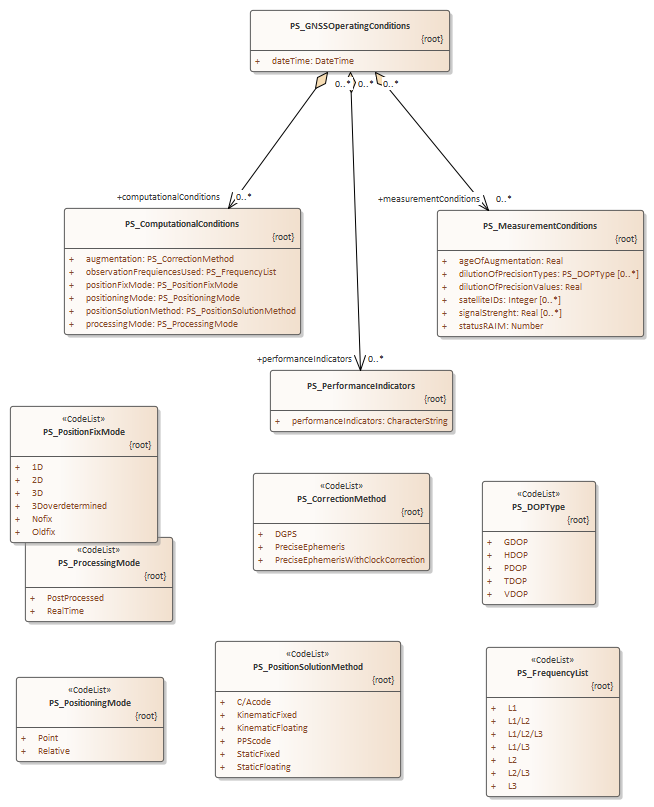 PS_GNSSOperatingConditions
{root}
+ dateTime: DateTime
0..* 0..* 0..*
+computationalConditions 0..*
+measurementConditions 0..*
PS_ComputationalConditions
{root}
+ augmentation: PS_CorrectionMethod
+ observationFrequiencesUsed: PS_FrequencyList
+ positionFixMode: PS_PositionFixMode
+ positioningMode: PS_PositioningMode
+ positionSolutionMethod: PS_PositionSolutionMethod
+ processingMode: PS_ProcessingMode
PS_MeasurementConditions
{root}
+ ageOfAugmentation: Real
+ dilutionOfPrecisionTypes: PS_DOPType [0..*]
+ dilutionOfPrecisionValues: Real
+ satelliteIDs: Integer [0..*]
+ signalStrenght: Real [0..*]
+ statusRAIM: Number
+performanceIndicators 0..*
PS_PerformanceIndicators
{root}
+ performanceIndicators: CharacterString
«CodeList»
PS_PositionFixMode
{root}
+ 1D
+ 2D
+ 3D
+ 3Doverdetermined
+ Nofix
+ Oldfix
«CodeList»
PS_ProcessingMode
{root}
+ PostProcessed
+ RealTime
«CodeList»
PS_CorrectionMethod
{root}
+ DGPS
+ PreciseEphemeris
+ PreciseEphemerisWithClockCorrection
«CodeList»
PS_DOPType
{root}
+ GDOP
+ HDOP
+ PDOP
+ TDOP
+ VDOP
«CodeList»
PS_PositioningMode
{root}
+ Point
+ Relative
«CodeList»
PS_PositionSolutionMethod
{root}
+ C/Acode
+ KinematicFixed
+ KinematicFloating
+ PPScode
+ StaticFixed
+ StaticFloating
«CodeList»
PS_FrequencyList
{root}
+ L1
+ L1/L2
+ L1/L2/L3
+ L1/L3
+ L2
+ L2/L3
+ L3